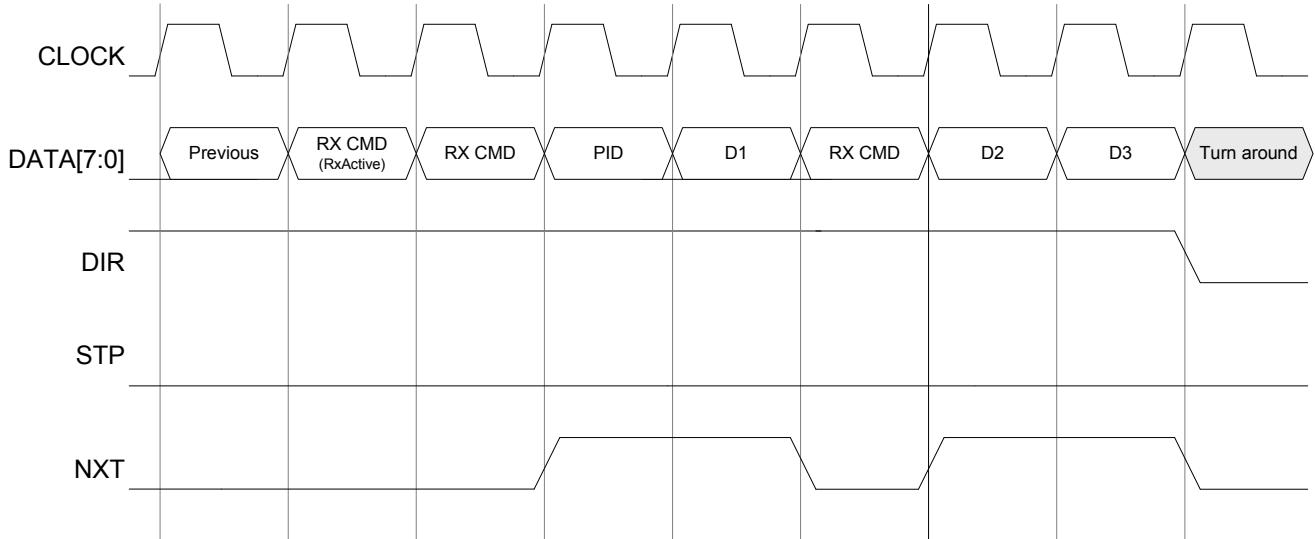 CLOCK
DATA[7:0]
Previous
RX CMD
(RxActive)
RX CMD
PID
D1
RX CMD
D2
D3
Turn around
DIR
STP
NXT